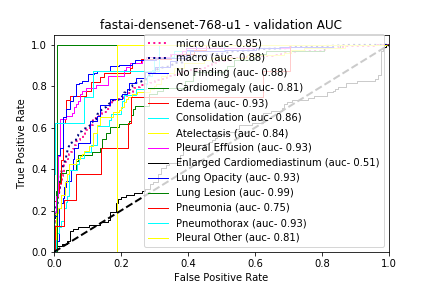 fastai-densenet-768-u1 - validation AUC
1.0
0.8
0.6
0.4
0.2
0.0
True Positive Rate
micro (auc- 0.85)
macro (auc- 0.88)
No Finding (auc- 0.88)
Cardiomegaly (auc- 0.81)
Edema (auc- 0.93)
Consolidation (auc- 0.86)
Atelectasis (auc- 0.84)
Pleural Effusion (auc- 0.93)
Enlarged Cardiomediastinum (auc- 0.51)
Lung Opacity (auc- 0.93)
Lung Lesion (auc- 0.99)
Pneumonia (auc- 0.75)
Pneumothorax (auc- 0.93)
Pleural Other (auc- 0.81)
0.0 0.2 0.4 0.6 0.8 1.0
False Positive Rate